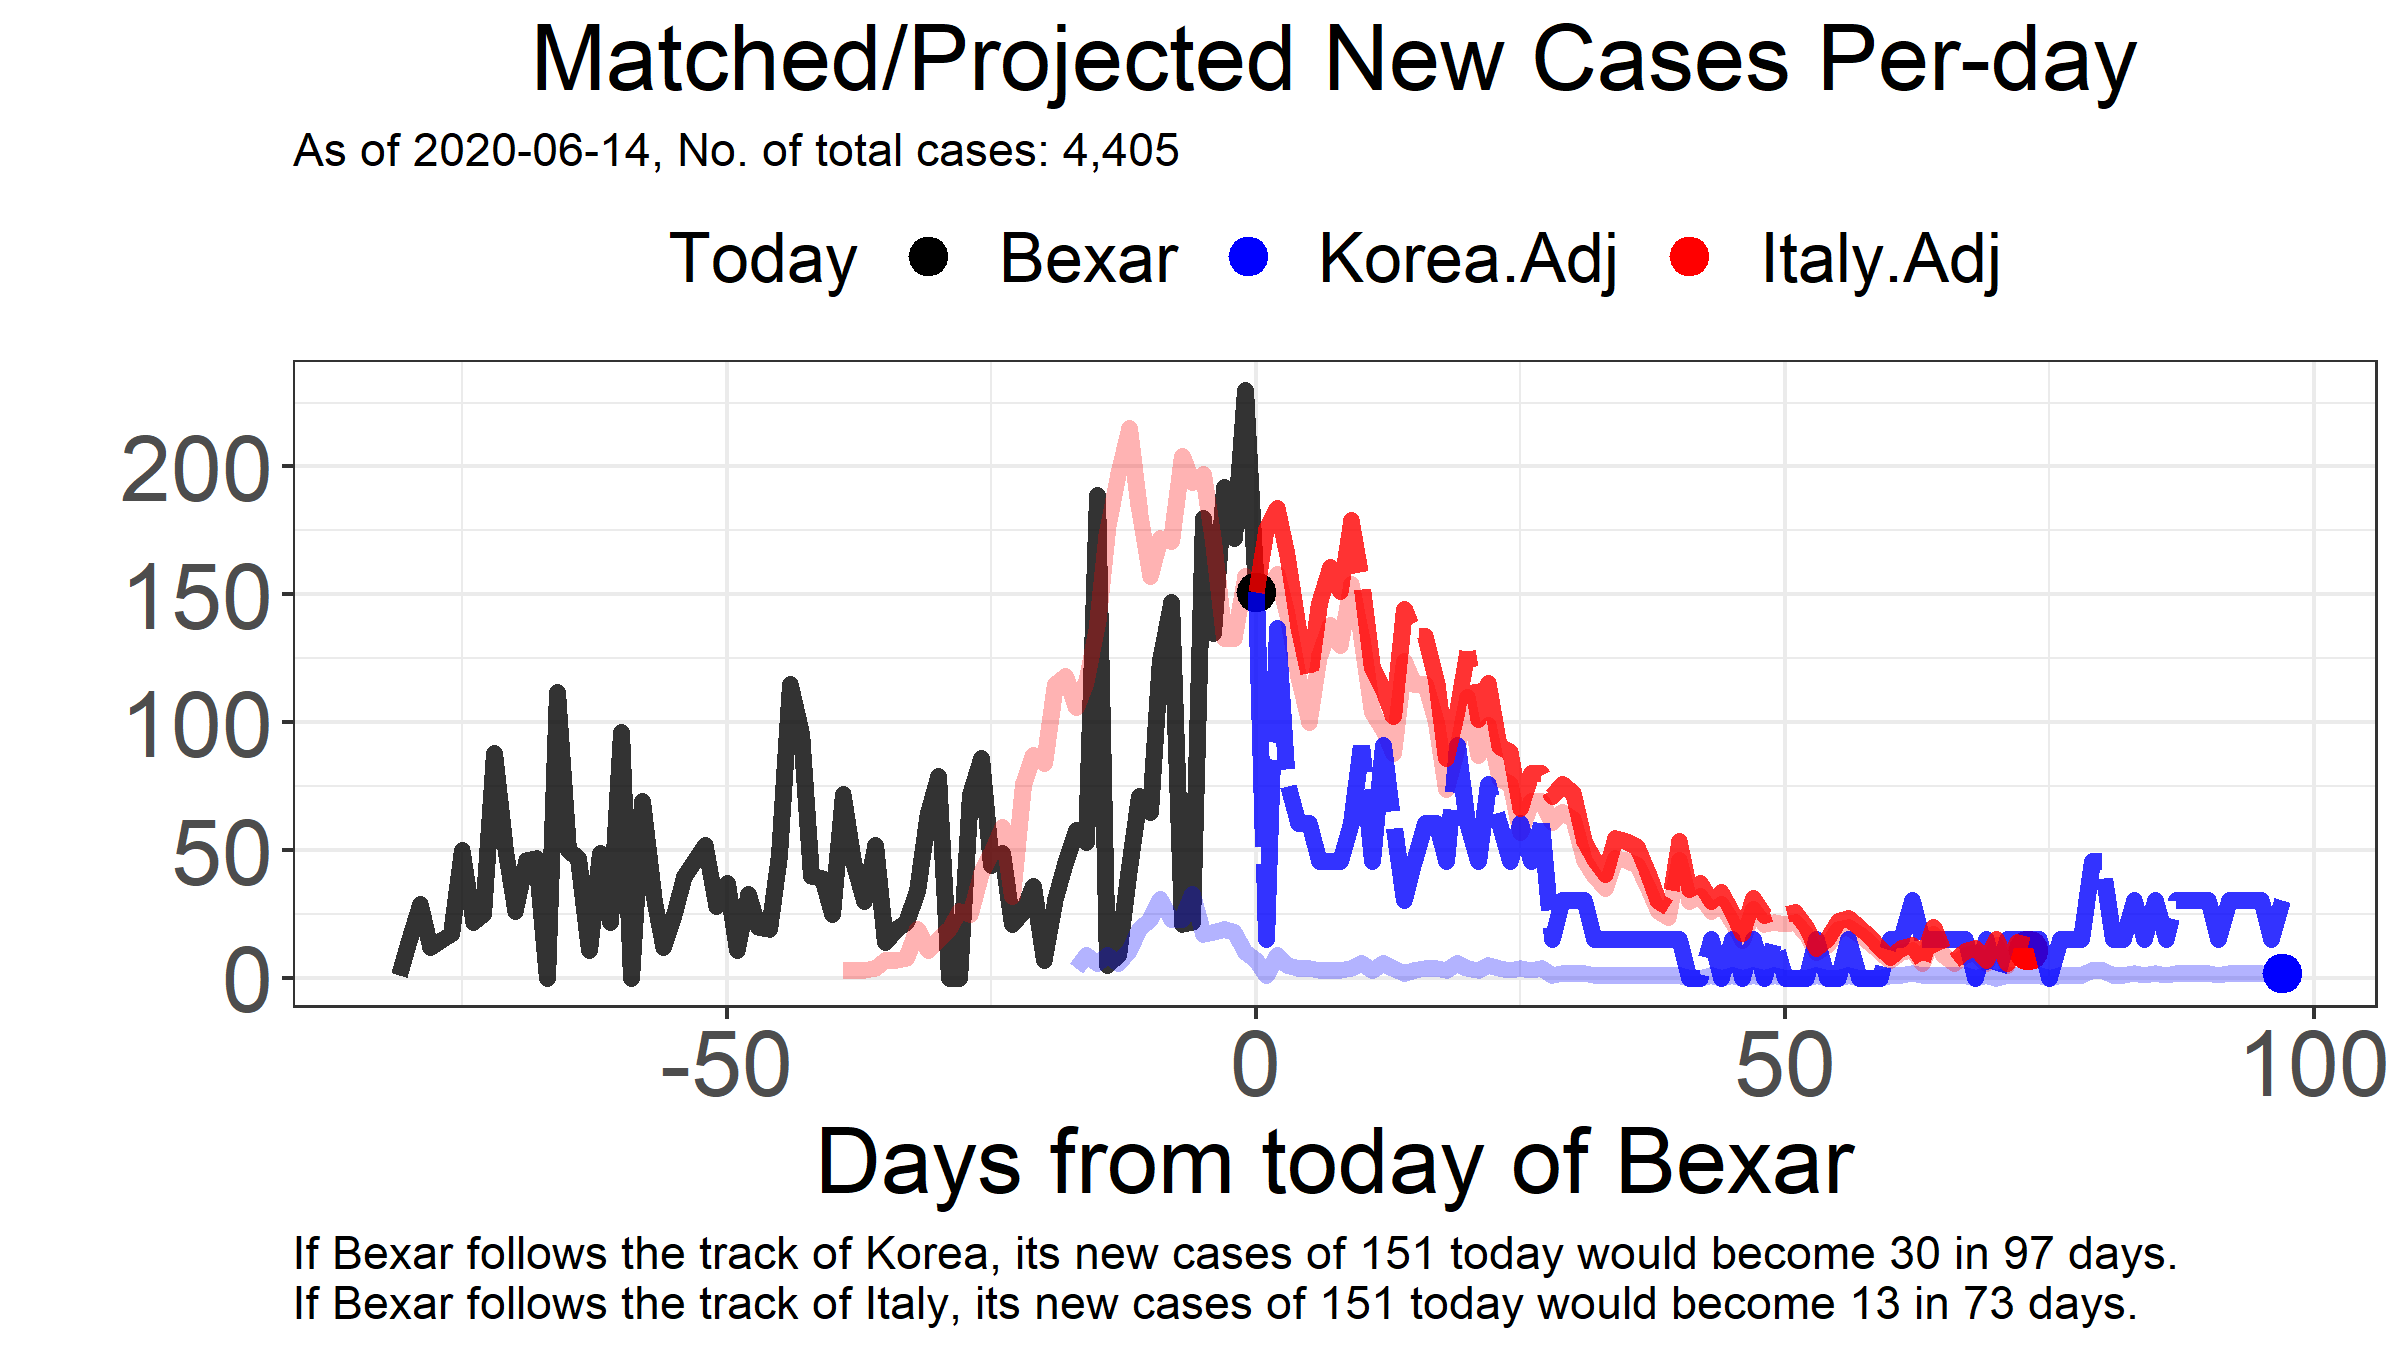 Matched/Projected New Cases Per-day
As of 2020-06-14, No. of total cases: 4,405
Today Bexar Korea.Adj Italy.Adj
200
150
100
50
0
-50 0 50 100
Days from today of Bexar
If Bexar follows the track of Korea, its new cases of 151 today would become 30 in 97 days.
If Bexar follows the track of Italy, its new cases of 151 today would become 13 in 73 days.